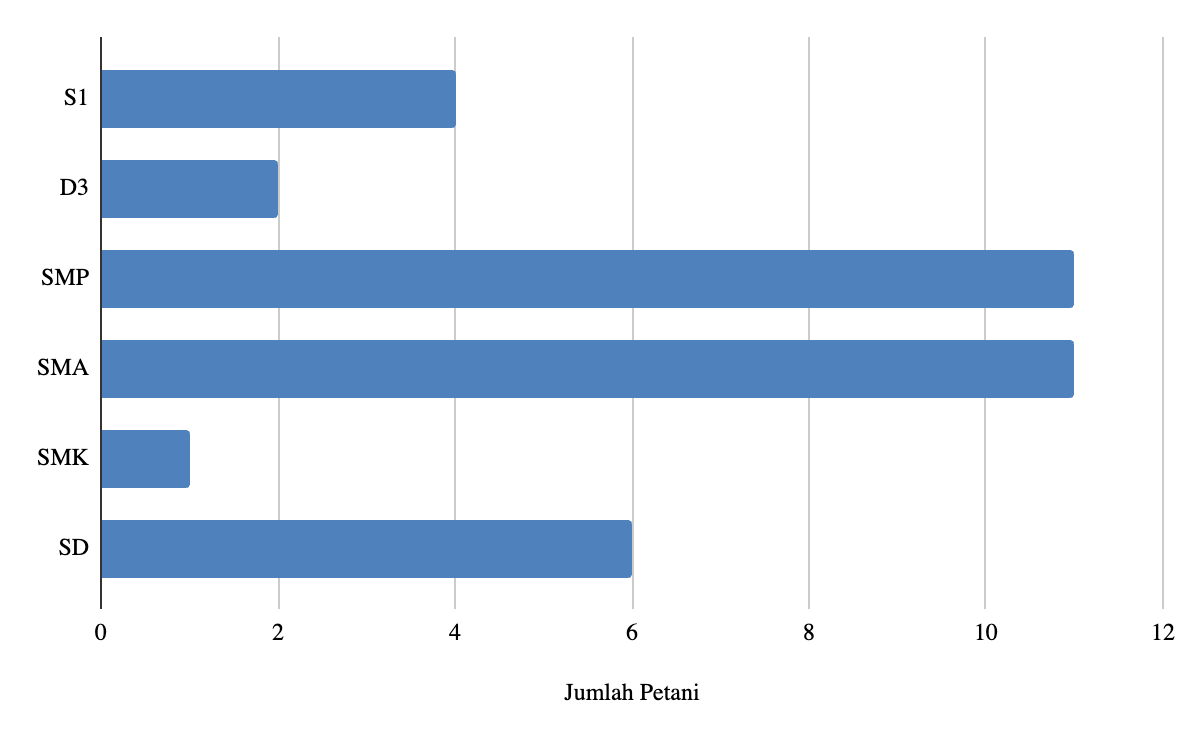 S1
D3
SMP
SMA
SMK
SD
0 2 4 6 8 10 12
Jumlah Petani